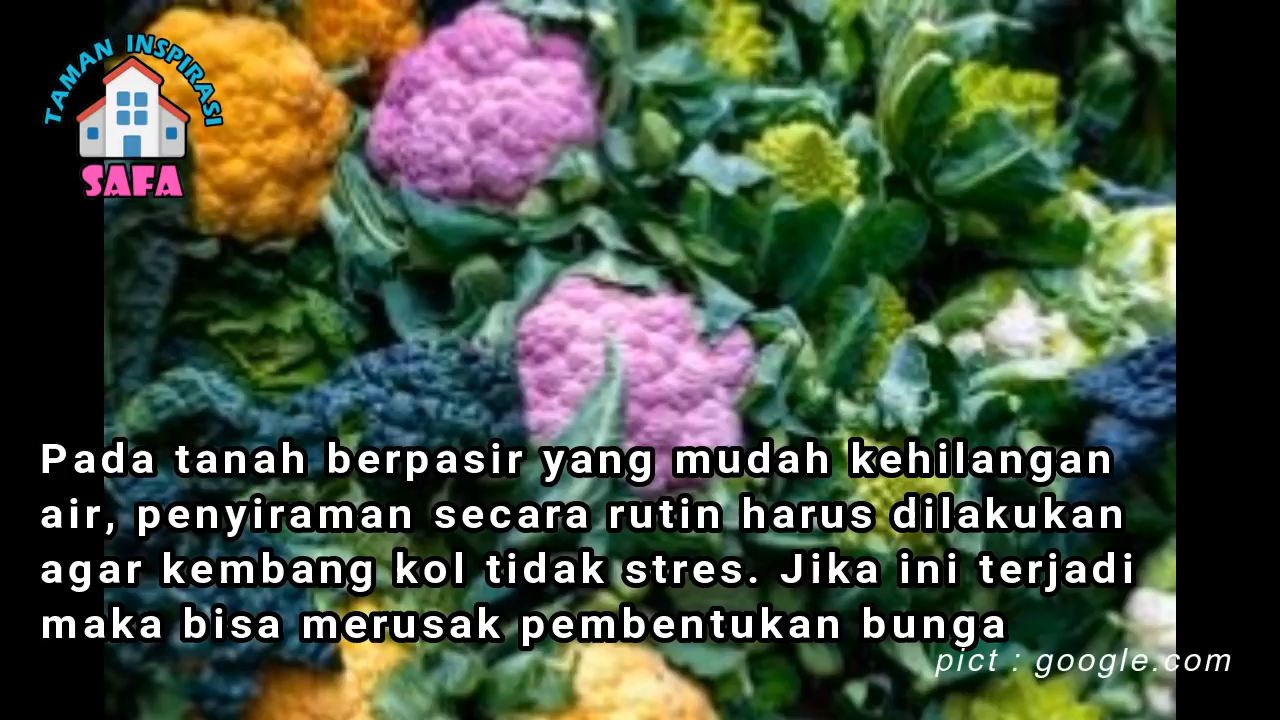 TAMAN INSPIRASI
SAFA
Pada tanah berpasir yang mudah kehilangan
air, penyiraman secara rutin harus dilakukan
agar kembang kol tidak stres. Jika ini terjadi
maka bisa merusak pembentukan bunga
pict : google.com